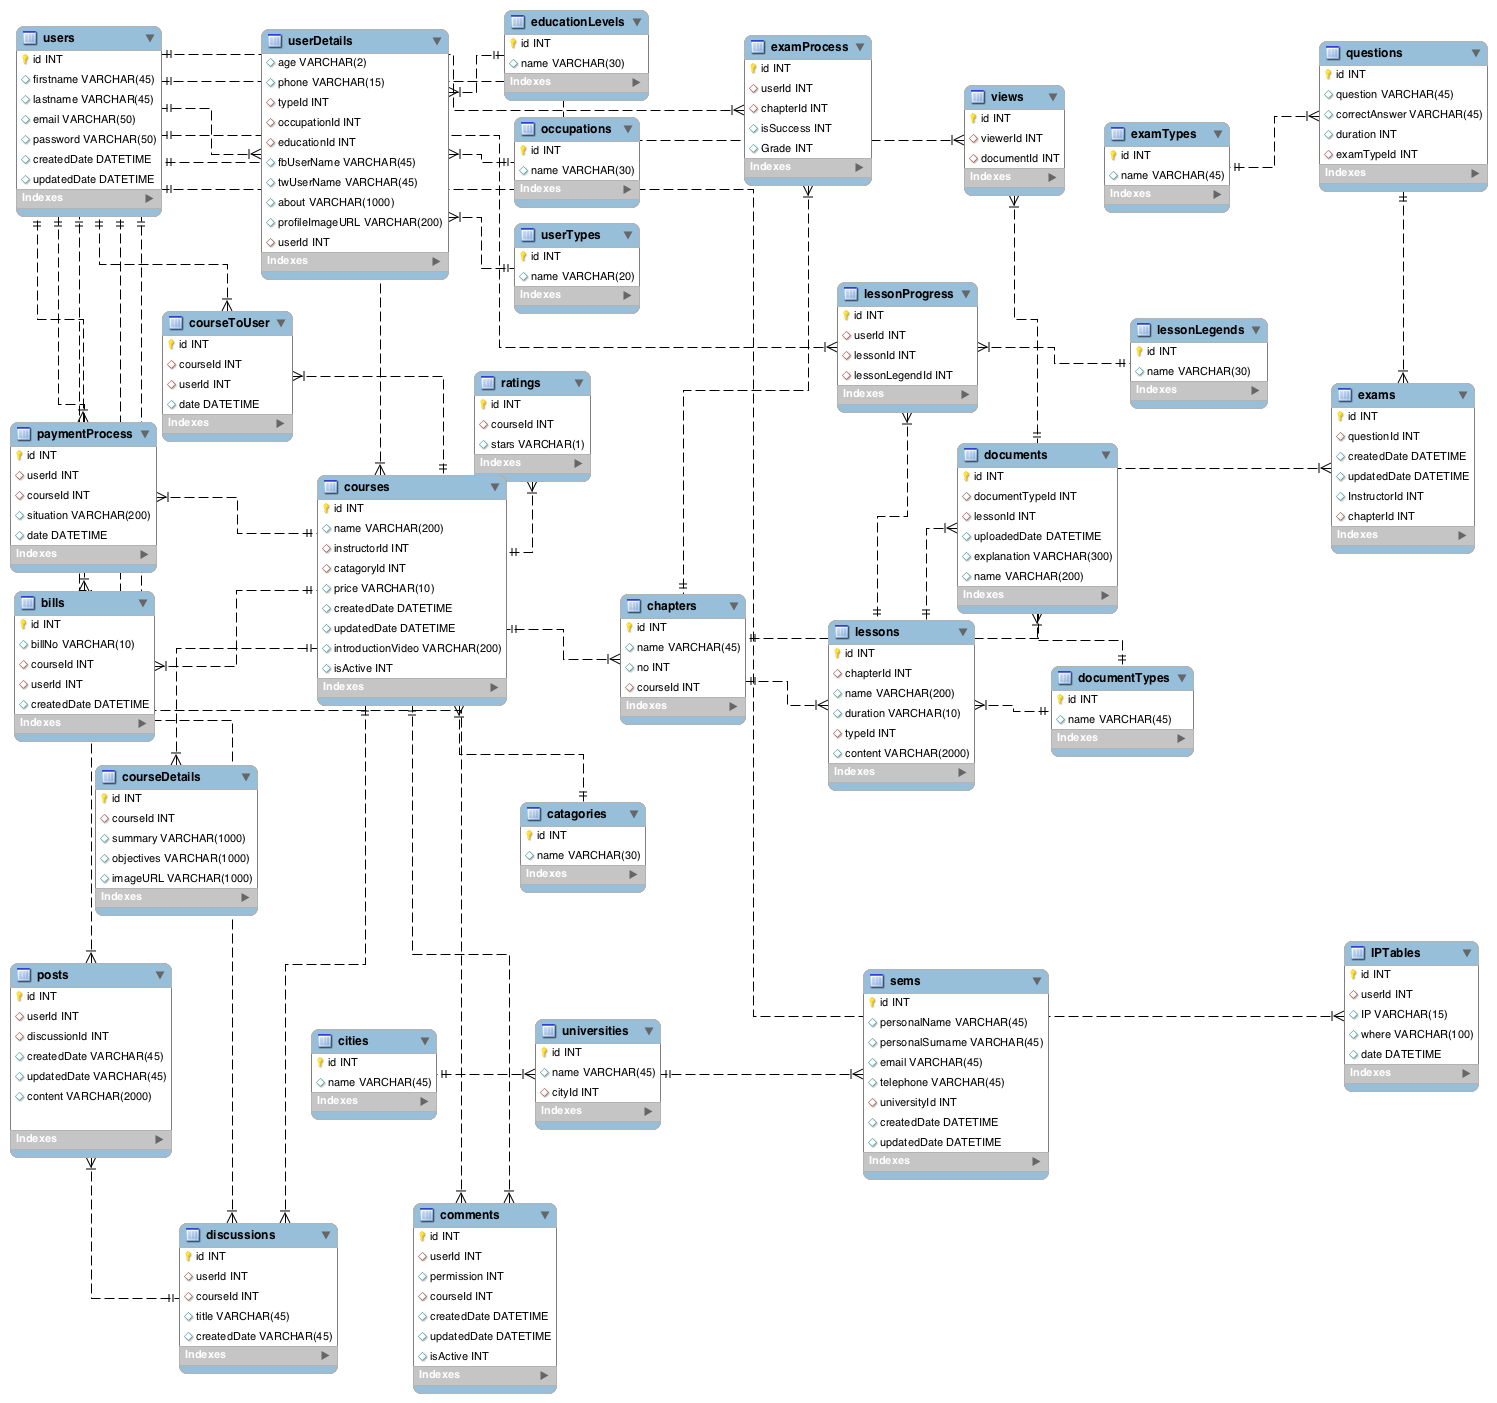 users
id INT
firstname VARCHAR(45)
lastname VARCHAR(45)
email VARCHAR(50)
password VARCHAR(50)
createdDate DATETIME
updatedDate DATETIME
Indexes
userDetails
age VARCHAR(2)
phone VARCHAR(15)
typeId INT
occupationId INT
educationId INT
fbUserName VARCHAR(45)
twUserName VARCHAR(45)
about VARCHAR(1000)
profileImageURL VARCHAR(200)
userId INT
Indexes
educationLevels
id INT
name VARCHAR(30)
Indexes
occupations
id INT
name VARCHAR(30)
Indexes
userTypes
id INT
name VARCHAR(20)
Indexes
examProcess
id INT
userId INT
chapterId INT
isSuccess INT
Grade INT
Indexes
views
id INT
viewerId INT
documentId INT
Indexes
examTypes
id INT
name VARCHAR(45)
Indexes
questions
id INT
question VARCHAR(45)
correctAnswer VARCHAR(45)
duration INT
examTypeId INT
Indexes
courseToUser
id INT
courseId INT
userId INT
date DATETIME
Indexes
lessonProgress
id INT
userId INT
lessonId INT
lessonLegendId INT
Indexes
lessonLegends
id INT
name VARCHAR(30)
Indexes
ratings
id INT
courseId INT
stars VARCHAR(1)
Indexes
exams
id INT
questionId INT
createdDate DATETIME
updatedDate DATETIME
InstructorId INT
chapterId INT
Indexes
paymentProcess
id INT
userId INT
courseId INT
situation VARCHAR(200)
date DATETIME
Indexes
courses
id INT
name VARCHAR(200)
instructorId INT
catagoryId INT
price VARCHAR(10)
createdDate DATETIME
updatedDate DATETIME
introductionVideo VARCHAR(200)
isActive INT
Indexes
documents
id INT
documentTypeId INT
lessonId INT
uploadedDate DATETIME
explanation VARCHAR(300)
name VARCHAR(200)
Indexes
bills
id INT
billNo VARCHAR(10)
courseId INT
userId INT
createdDate DATETIME
Indexes
chapters
id INT
name VARCHAR(45)
no INT
courseId INT
Indexes
lessons
id INT
chapterId INT
name VARCHAR(200)
duration VARCHAR(10)
typeId INT
content VARCHAR(2000)
Indexes
documentTypes
id INT
name VARCHAR(45)
Indexes
courseDetails
id INT
courseId INT
summary VARCHAR(1000)
objectives VARCHAR(1000)
imageURL VARCHAR(1000)
Indexes
catagories
id INT
name VARCHAR(30)
Indexes
posts
id INT
userId INT
discussionId INT
createdDate VARCHAR(45)
updatedDate VARCHAR(45)
content VARCHAR(2000)
Indexes
cities
id INT
name VARCHAR(45)
Indexes
universities
id INT
name VARCHAR(45)
cityId INT
Indexes
sems
id INT
personalName VARCHAR(45)
personalSurname VARCHAR(45)
email VARCHAR(45)
telephone VARCHAR(45)
universityId INT
createdDate DATETIME
updatedDate DATETIME
Indexes
IPTables
id INT
userId INT
IP VARCHAR(15)
where VARCHAR(100)
date DATETIME
Indexes
discussions
id INT
userId INT
courseId INT
title VARCHAR(45)
createdDate VARCHAR(45)
Indexes
comments
id INT
userId INT
permission INT
courseId INT
createdDate DATETIME
updatedDate DATETIME
isActive INT
Indexes